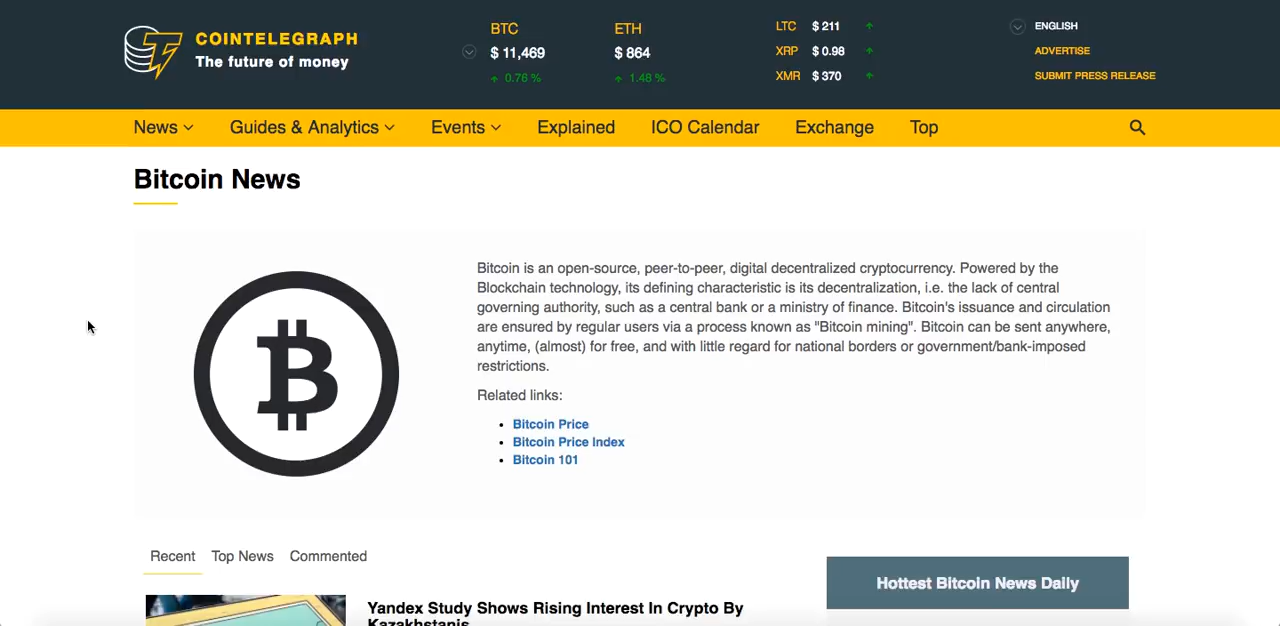 COINTELEGRAPH
The future of money
BTC
$ 11,469
0.76 %
ETH
$ 864
1.48 %
LTC $ 211
XRP $ 0.98
XMR $ 370
ENGLISH
ADVERTISE
SUBMIT PRESS RELEASE
News Guides & Analytics Events Explained ICO Calendar Exchange Top
Bitcoin News
Bitcoin is an open-source, peer-to-peer, digital decentralized cryptocurrency. Powered by the
Blockchain technology, its defining characteristic is its decentralization, i.e. the lack of central
governing authority, such as a central bank or a ministry of finance. Bitcoin's issuance and circulation
are ensured by regular users via a process known as "Bitcoin mining". Bitcoin can be sent anywhere,
anytime, (almost) for free, and with little regard for national borders or government/bank-imposed
restrictions.
Related links:
Bitcoin Price
Bitcoin Price Index
Bitcoin 101
Recent Top News Commented
Hottest Bitcoin News Daily
Yandex Study Shows Rising Interest In Crypto By
Kazakhstanis